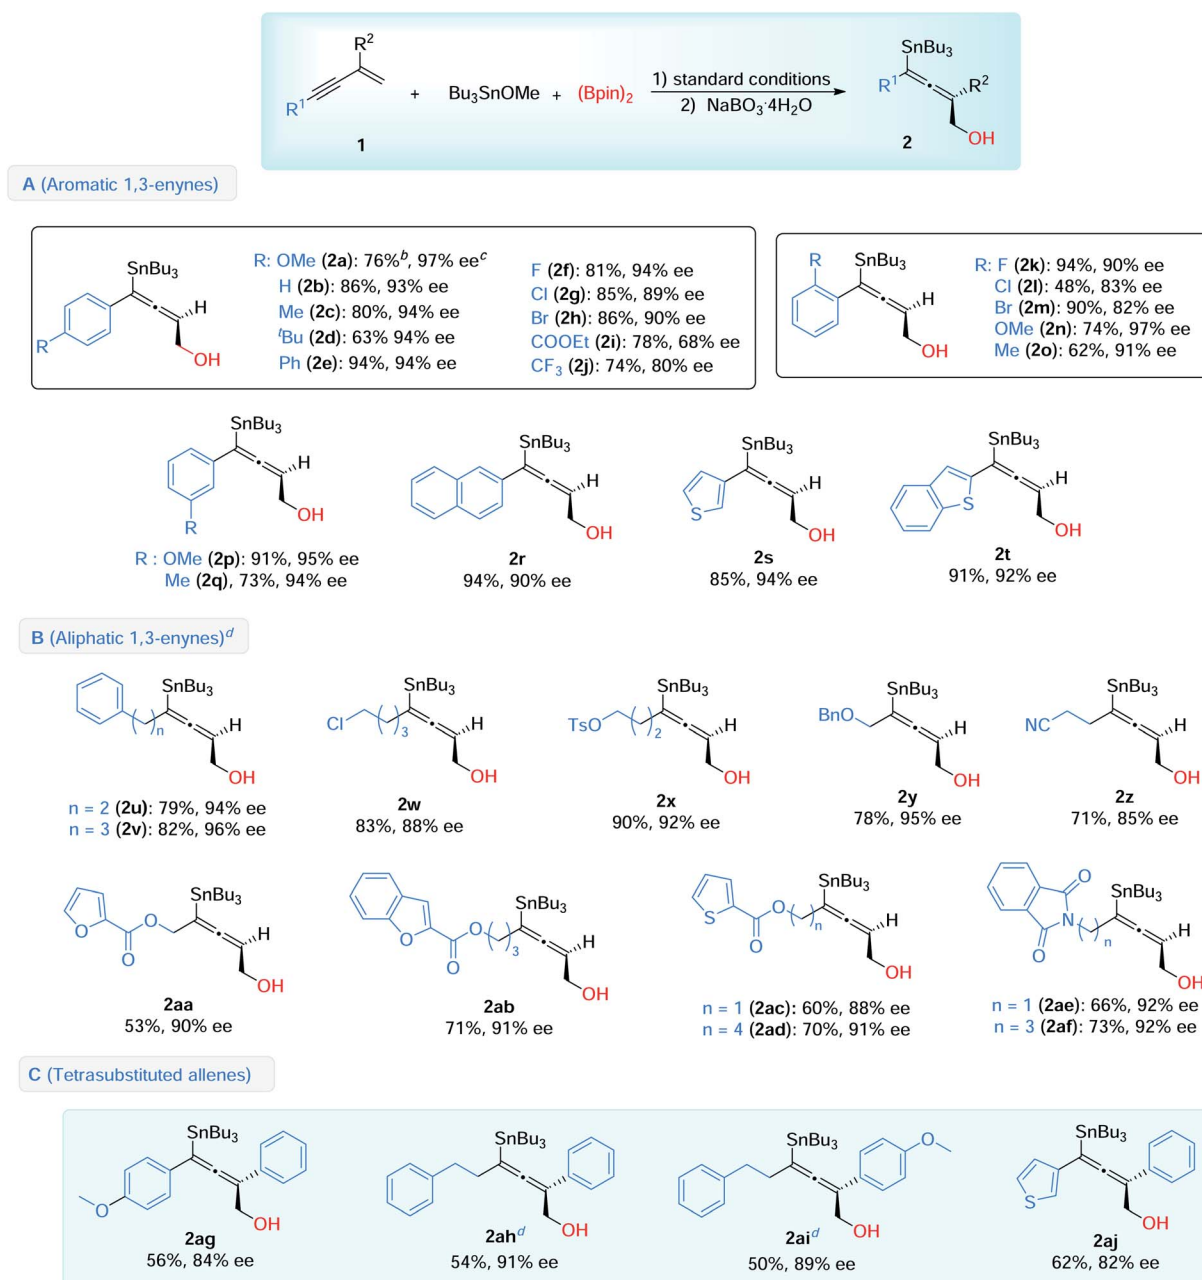 R²
R¹
1
+
Bu₃SnOMe
+
(Bpin)₂
1) standard conditions
2) NaBO₃·4H₂O
SnBu₃
R¹
R²
OH
2
A (Aromatic 1,3-enynes)
SnBu₃
H
R
OH
R: OMe (2a): 76%ᵇ, 97% eeᶜ
H (2b): 86%, 93% ee
Me (2c): 80%, 94% ee
ᵗBu (2d): 63% 94% ee
Ph (2e): 94%, 94% ee
F (2f): 81%, 94% ee
Cl (2g): 85%, 89% ee
Br (2h): 86%, 90% ee
COOEt (2i): 78%, 68% ee
CF₃ (2j): 74%, 80% ee
R
SnBu₃
H
OH
R: F (2k): 94%, 90% ee
Cl (2l): 48%, 83% ee
Br (2m): 90%, 82% ee
OMe (2n): 74%, 97% ee
Me (2o): 62%, 91% ee
SnBu₃
H
R
OH
R : OMe (2p): 91%, 95% ee
Me (2q), 73%, 94% ee
SnBu₃
H
OH
2r
94%, 90% ee
SnBu₃
H
S
OH
2s
85%, 94% ee
SnBu₃
H
S
OH
2t
91%, 92% ee
B (Aliphatic 1,3-enynes)ᵈ
SnBu₃
n
H
OH
n = 2 (2u): 79%, 94% ee
n = 3 (2v): 82%, 96% ee
SnBu₃
Cl
3
H
OH
2w
83%, 88% ee
SnBu₃
TsO
2
H
OH
2x
90%, 92% ee
SnBu₃
BnO
H
OH
2y
78%, 95% ee
SnBu₃
NC
H
OH
2z
71%, 85% ee
SnBu₃
O
O
O
H
OH
2aa
53%, 90% ee
SnBu₃
O
O
O
3
H
OH
2ab
71%, 91% ee
SnBu₃
S
O
O
n
H
OH
n = 1 (2ac): 60%, 88% ee
n = 4 (2ad): 70%, 91% ee
O
SnBu₃
N
n
O
H
OH
n = 1 (2ae): 66%, 92% ee
n = 3 (2af): 73%, 92% ee
C (Tetrasubstituted allenes)
SnBu₃
O
OH
2ag
56%, 84% ee
SnBu₃
OH
2ahᵈ
54%, 91% ee
SnBu₃
O
OH
2aiᵈ
50%, 89% ee
SnBu₃
S
OH
2aj
62%, 82% ee